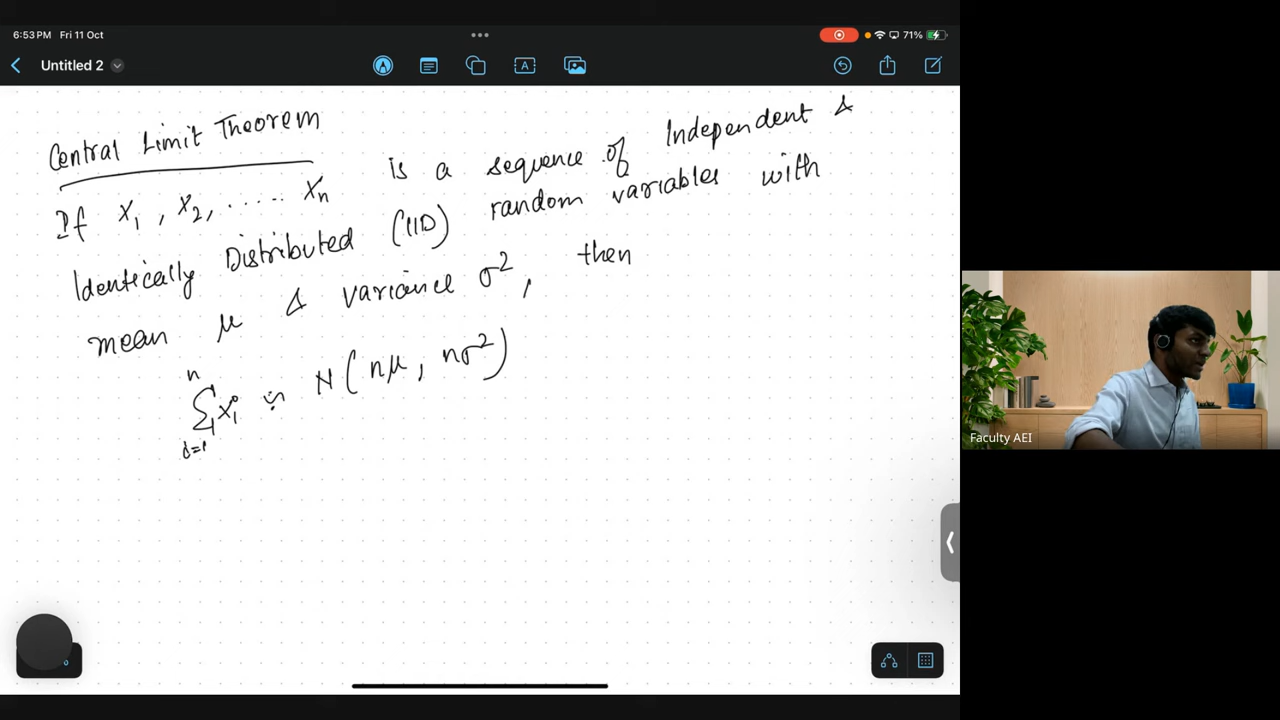 6:53 PM Fri 11 Oct
71%
Untitled 2
Central Limit Theorem
If X₁, X₂, ..... Xn is a sequence of Independent &
Identically Distributed (IID) random variables with
mean μ & variance σ², then
n
∑ Xi ∼ N(nμ, nσ²)
i=1
Faculty AEI